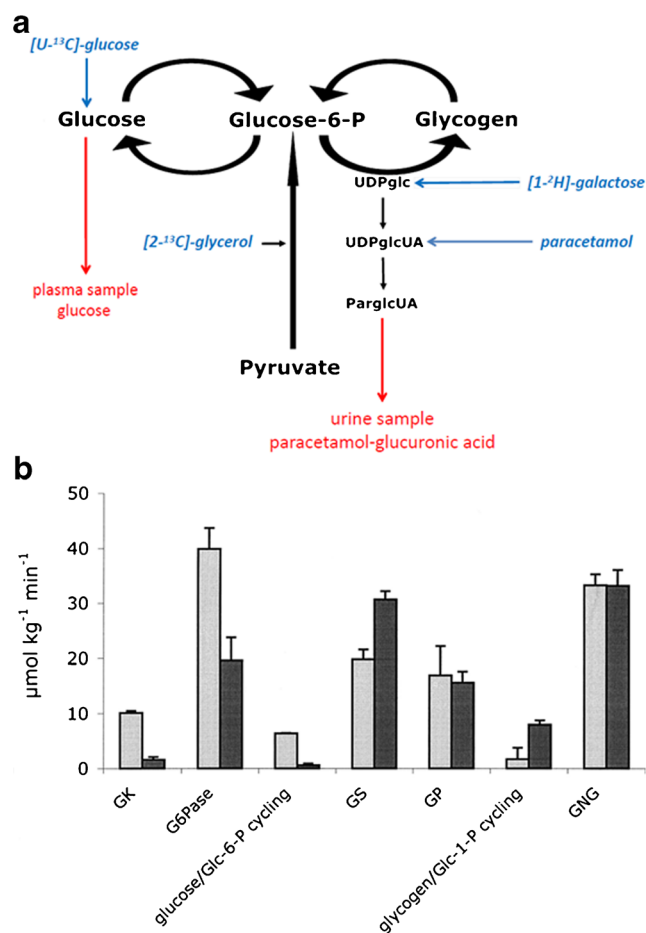 a
[U-¹³C]-glucose
Glucose
Glucose-6-P
Glycogen
UDPglc
[1-²H]-galactose
[2-¹³C]-glycerol
UDPglcUA
paracetamol
plasma sample
glucose
ParglcUA
Pyruvate
urine sample
paracetamol-glucuronic acid
b
µmol kg⁻¹ min⁻¹
50
40
30
20
10
0
GK
G6Pase
glucose/Glc-6-P cycling
GS
GP
glycogen/Glc-1-P cycling
GNG